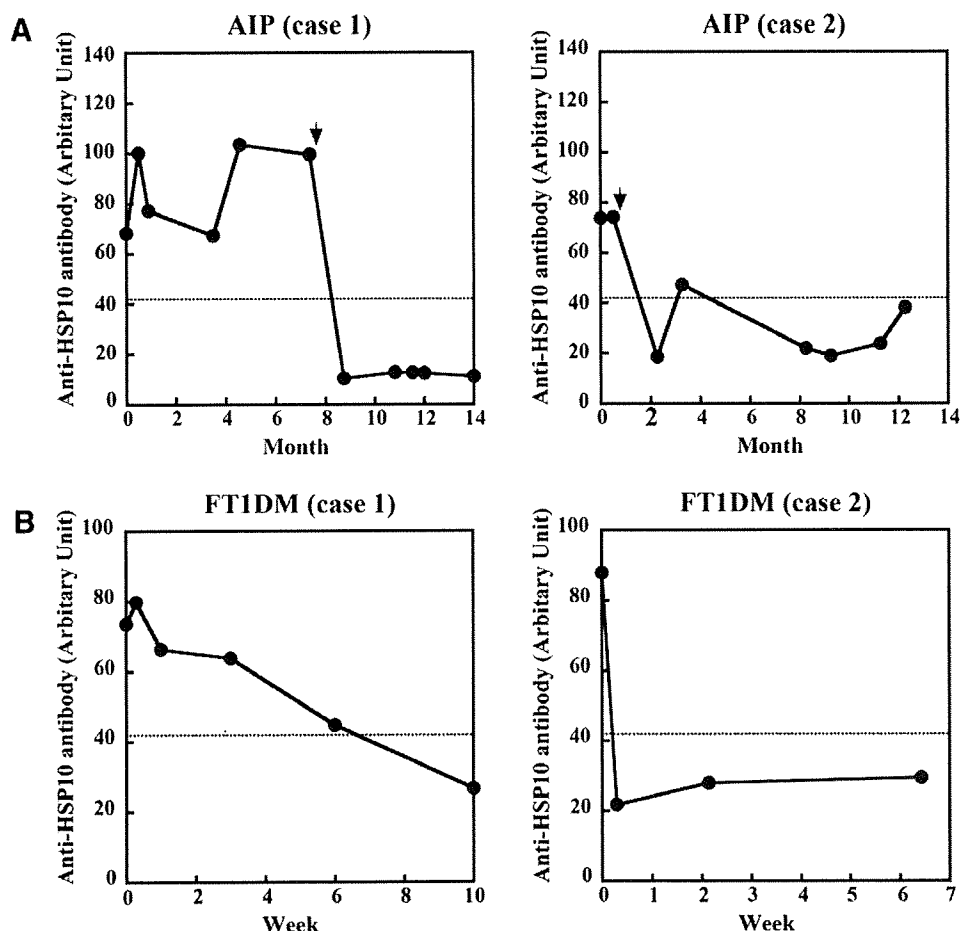 A
AIP (case 1)
Anti-HSP10 antibody (Arbitary Unit)
140
120
100
80
60
40
20
0
0 2 4 6 8 10 12 14
Month
AIP (case 2)
Anti-HSP10 antibody (Arbitary Unit)
140
120
100
80
60
40
20
0
0 2 4 6 8 10 12 14
Month
B
FT1DM (case 1)
Anti-HSP10 antibody (Arbitary Unit)
100
80
60
40
20
0
0 2 4 6 8 10
Week
FT1DM (case 2)
Anti-HSP10 antibody (Arbitary Unit)
100
80
60
40
20
0
0 1 2 3 4 5 6 7
Week